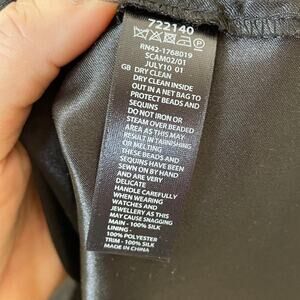 722140
RN42-1768019
SCAM02/01
JULY10 01
GB DRY CLEAN
DRY CLEAN INSIDE
OUT IN A NET BAG TO
PROTECT BEADS AND
SEQUINS
DO NOT IRON OR
STEAM OVER BEADED
AREA AS THIS MAY
RESULT IN TARNISHING
OR MELTING
THESE BEADS AND
SEQUINS HAVE BEEN
SEWN ON BY HAND
AND ARE VERY
DELICATE
HANDLE CAREFULLY
WHEN WEARING
WATCHES AND
JEWELLERY AS THIS
MAY CAUSE SNAGGING
MAIN - 100% SILK
LINING -
100% POLYESTER
TRIM - 100% SILK
MADE IN CHINA